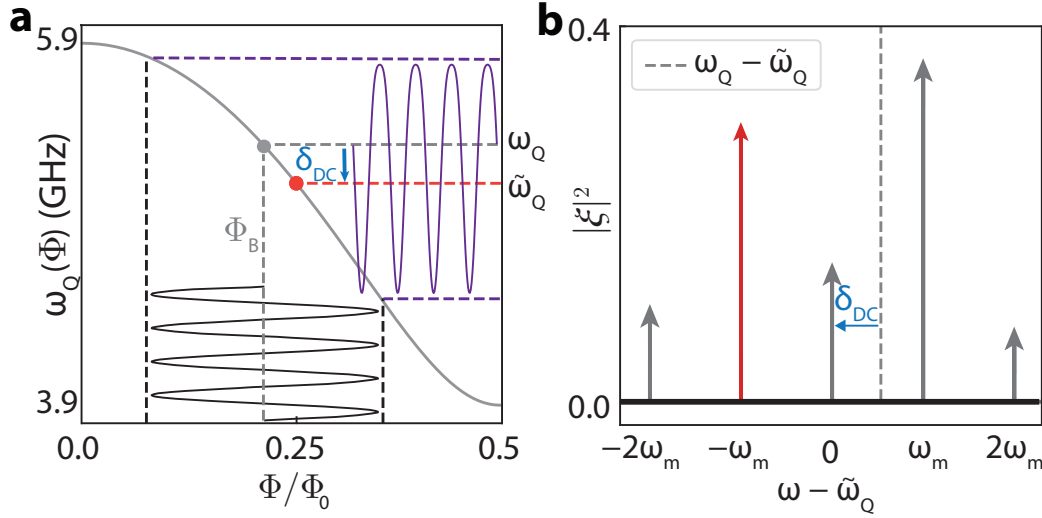 a
5.9
3.9
ω_Q(Φ) (GHz)
0.0
0.25
0.5
Φ/Φ₀
Φ_B
δ_DC
ω_Q
ω̃_Q
b
0.4
0.0
|ξ|²
ω_Q − ω̃_Q
δ_DC
−2ω_m
−ω_m
0
ω_m
2ω_m
ω − ω̃_Q